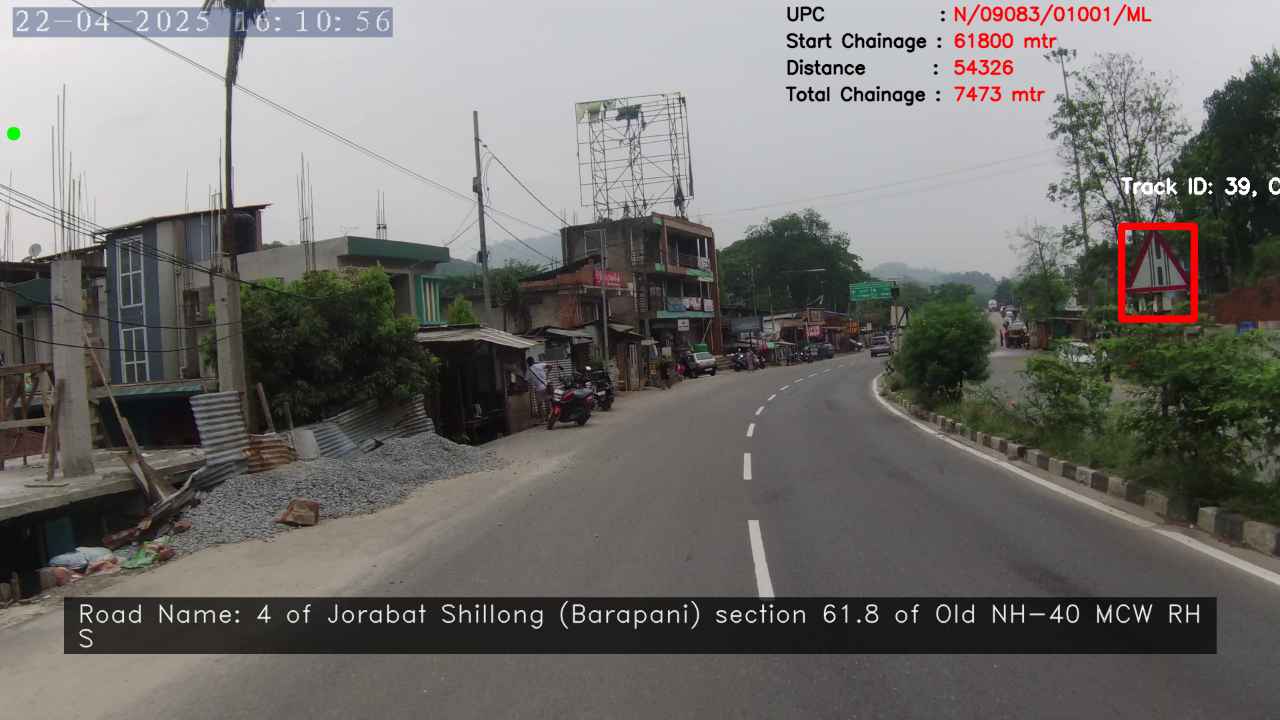 22-04-2025 16:10:56
UPC : N/09083/01001/ML
Start Chainage : 61800 mtr
Distance : 54326
Total Chainage : 7473 mtr
Track ID: 39, C
Road Name: 4 of Jorabat Shillong (Barapani) section 61.8 of Old NH-40 MCW RH
S